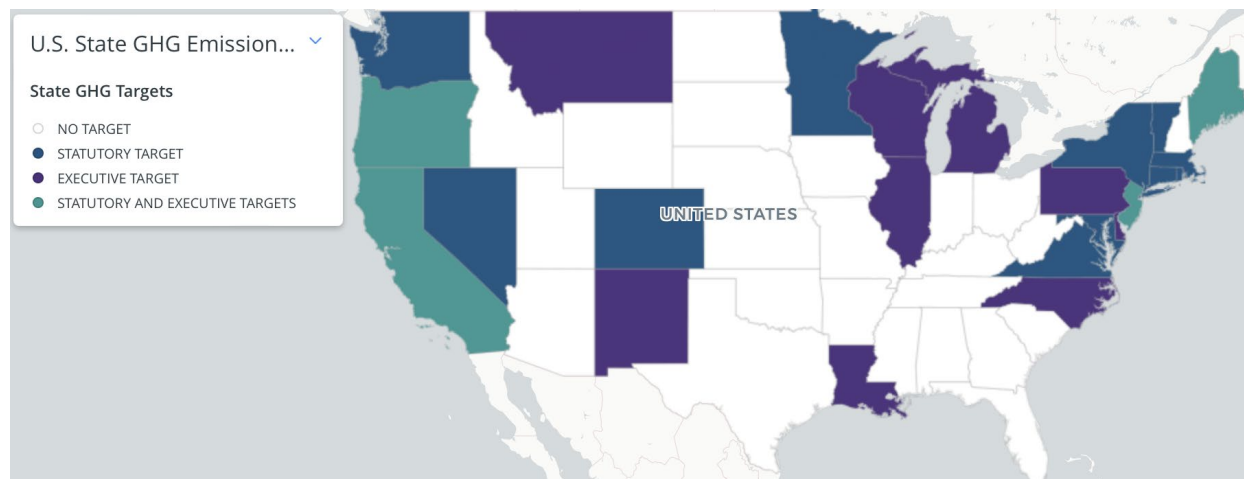 U.S. State GHG Emission...
State GHG Targets
NO TARGET
STATUTORY TARGET
EXECUTIVE TARGET
STATUTORY AND EXECUTIVE TARGETS
UNITED STATES